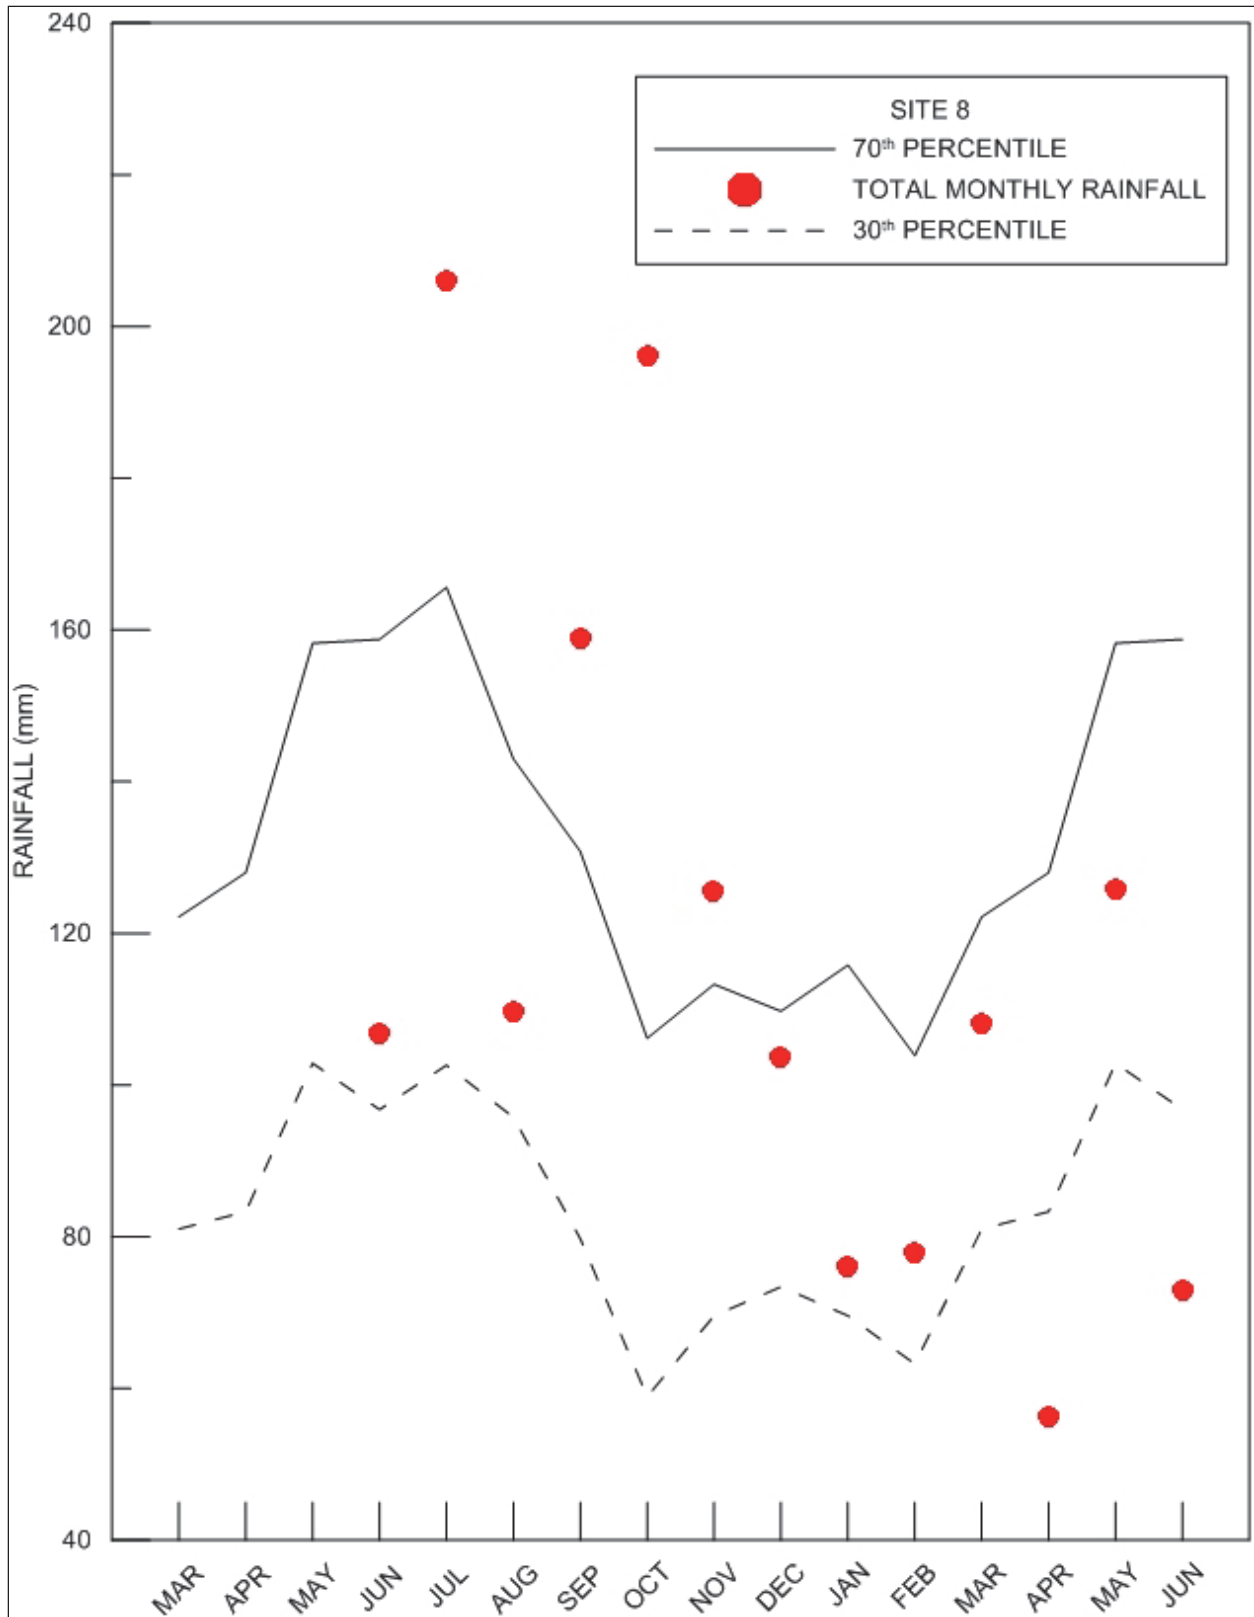 240
SITE 8
70th PERCENTILE
TOTAL MONTHLY RAINFALL
30th PERCENTILE
200
160
RAINFALL (mm)
120
80
40
MAR APR MAY JUN JUL AUG SEP OCT NOV DEC JAN FEB MAR APR MAY JUN